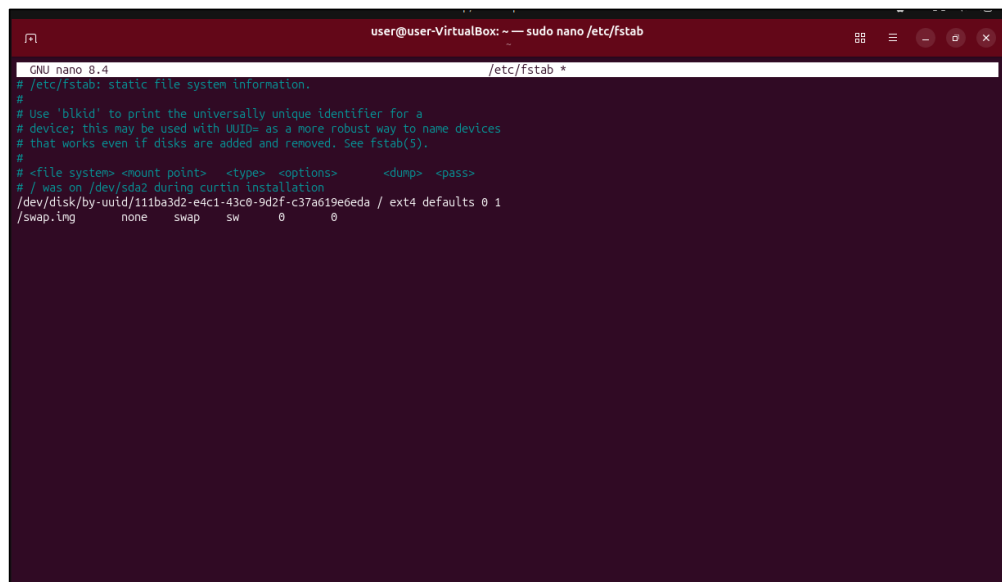 user@user-VirtualBox: ~ — sudo nano /etc/fstab
~
GNU nano 8.4 /etc/fstab *
# /etc/fstab: static file system information.
#
# Use 'blkid' to print the universally unique identifier for a
# device; this may be used with UUID= as a more robust way to name devices
# that works even if disks are added and removed. See fstab(5).
#
# <file system> <mount point> <type> <options> <dump> <pass>
# / was on /dev/sda2 during curtin installation
/dev/disk/by-uuid/111ba3d2-e4c1-43c0-9d2f-c37a619e6eda / ext4 defaults 0 1
/swap.img none swap sw 0 0